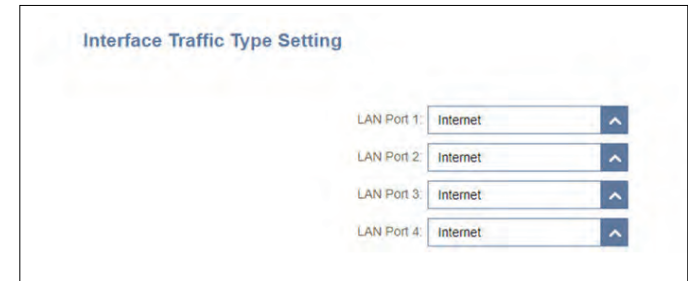 Interface Traffic Type Setting
LAN Port 1: Internet
LAN Port 2: Internet
LAN Port 3: Internet
LAN Port 4: Internet